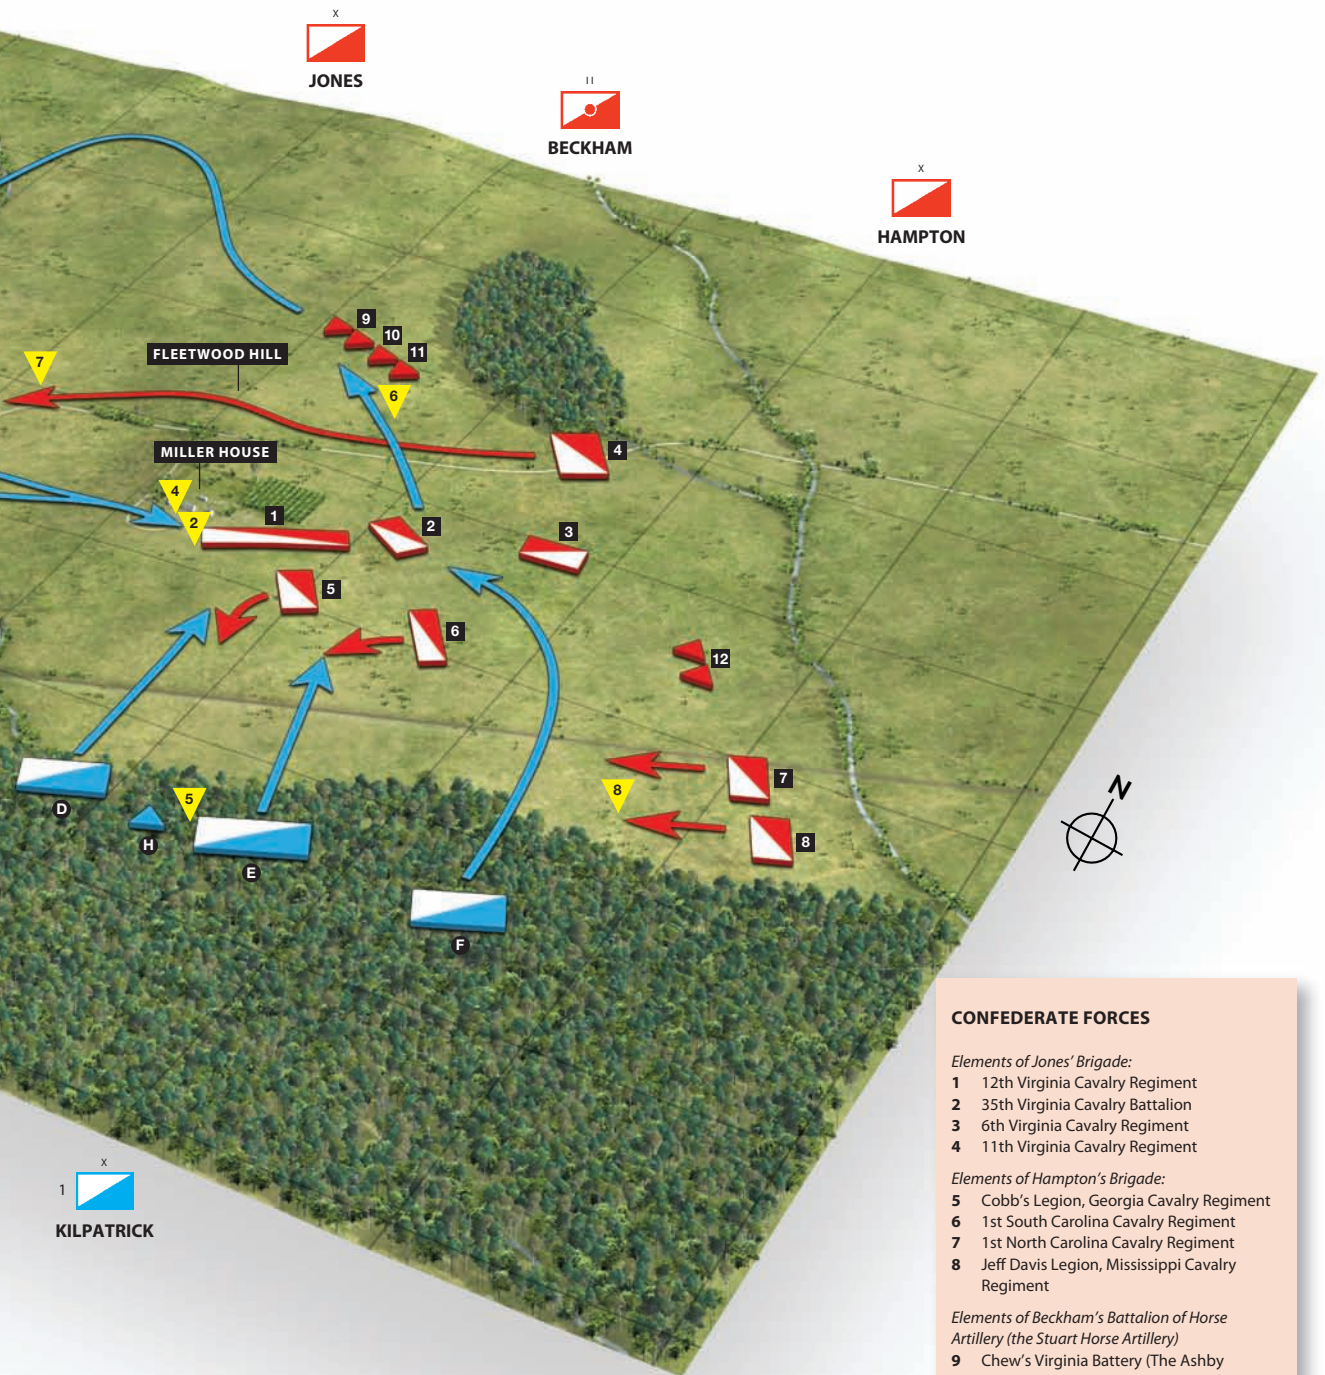 x
JONES
II
BECKHAM
x
HAMPTON
9
10
11
7
FLEETWOOD HILL
6
4
MILLER HOUSE
4
2
1
2
3
5
6
12
7
8
8
D
H
5
E
F
N
x
1
KILPATRICK
CONFEDERATE FORCES
Elements of Jones' Brigade:
1 12th Virginia Cavalry Regiment
2 35th Virginia Cavalry Battalion
3 6th Virginia Cavalry Regiment
4 11th Virginia Cavalry Regiment
Elements of Hampton's Brigade:
5 Cobb's Legion, Georgia Cavalry Regiment
6 1st South Carolina Cavalry Regiment
7 1st North Carolina Cavalry Regiment
8 Jeff Davis Legion, Mississippi Cavalry
Regiment
Elements of Beckham's Battalion of Horse
Artillery (the Stuart Horse Artillery)
9 Chew's Virginia Battery (The Ashby